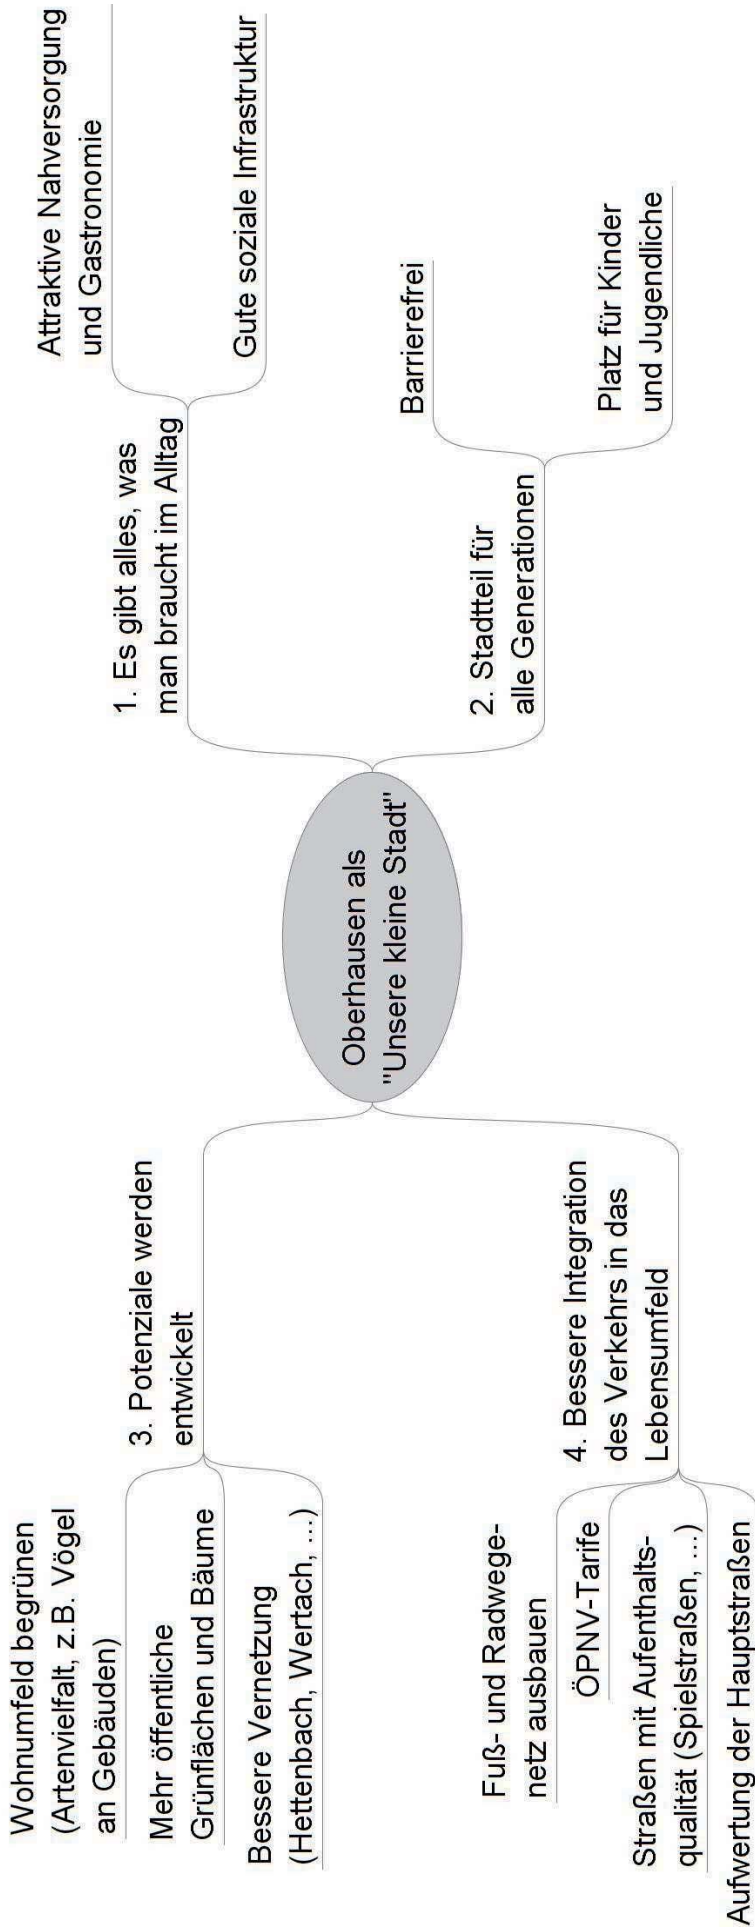 Oberhausen als
"Unsere kleine Stadt"
1. Es gibt alles, was
man braucht im Alltag
Attraktive Nahversorgung
und Gastronomie
Gute soziale Infrastruktur
2. Stadtteil für
alle Generationen
Barrierefrei
Platz für Kinder
und Jugendliche
3. Potenziale werden
entwickelt
Wohnumfeld begrünen
(Artenvielfalt, z.B. Vögel
an Gebäuden)
Mehr öffentliche
Grünflächen und Bäume
Bessere Vernetzung
(Hettenbach, Wertach, ...)
4. Bessere Integration
des Verkehrs in das
Lebensumfeld
Fuß- und Radwege-
netz ausbauen
ÖPNV-Tarife
Straßen mit Aufenthalts-
qualität (Spielstraßen, ...)
Aufwertung der Hauptstraßen